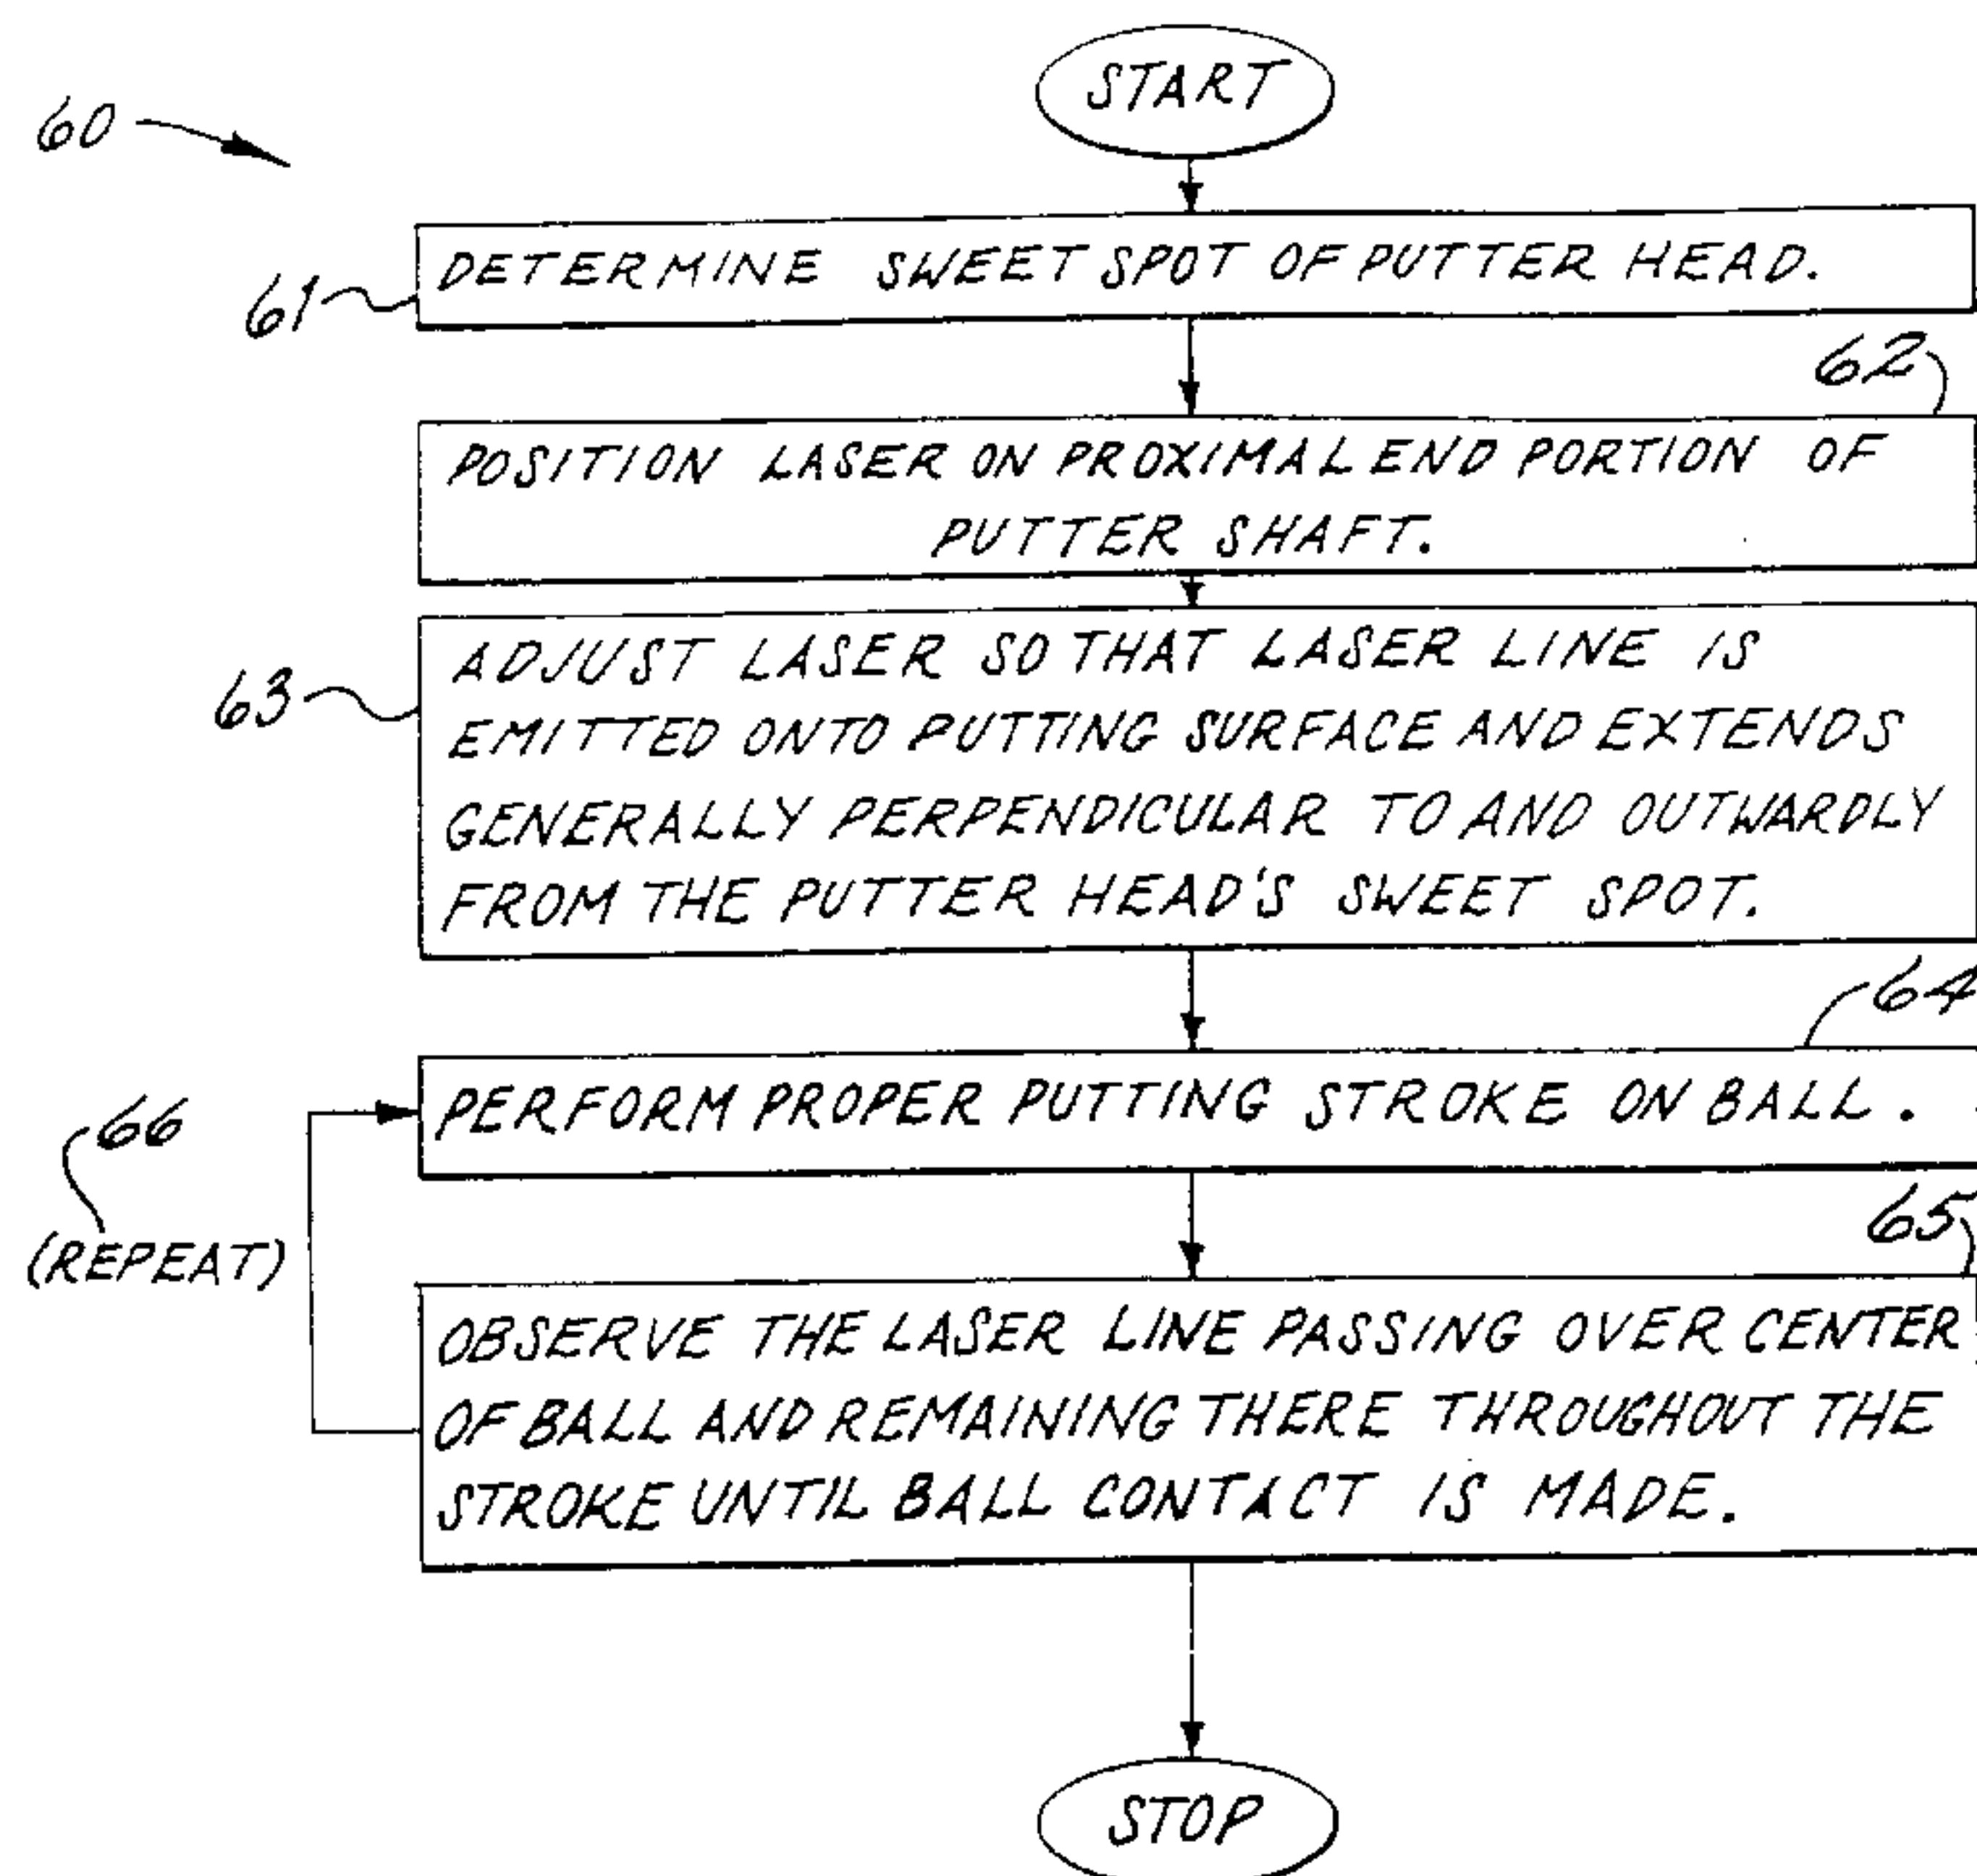 START
60
DETERMINE SWEET SPOT OF PUTTER HEAD.
61
62
POSITION LASER ON PROXIMAL END PORTION OF
PUTTER SHAFT.
ADJUST LASER SO THAT LASER LINE IS
63
EMITTED ONTO PUTTING SURFACE AND EXTENDS
GENERALLY PERPENDICULAR TO AND OUTWARDLY
FROM THE PUTTER HEAD'S SWEET SPOT.
64
PERFORM PROPER PUTTING STROKE ON BALL.
66
(REPEAT)
65
OBSERVE THE LASER LINE PASSING OVER CENTER
OF BALL AND REMAINING THERE THROUGHOUT THE
STROKE UNTIL BALL CONTACT IS MADE.
STOP